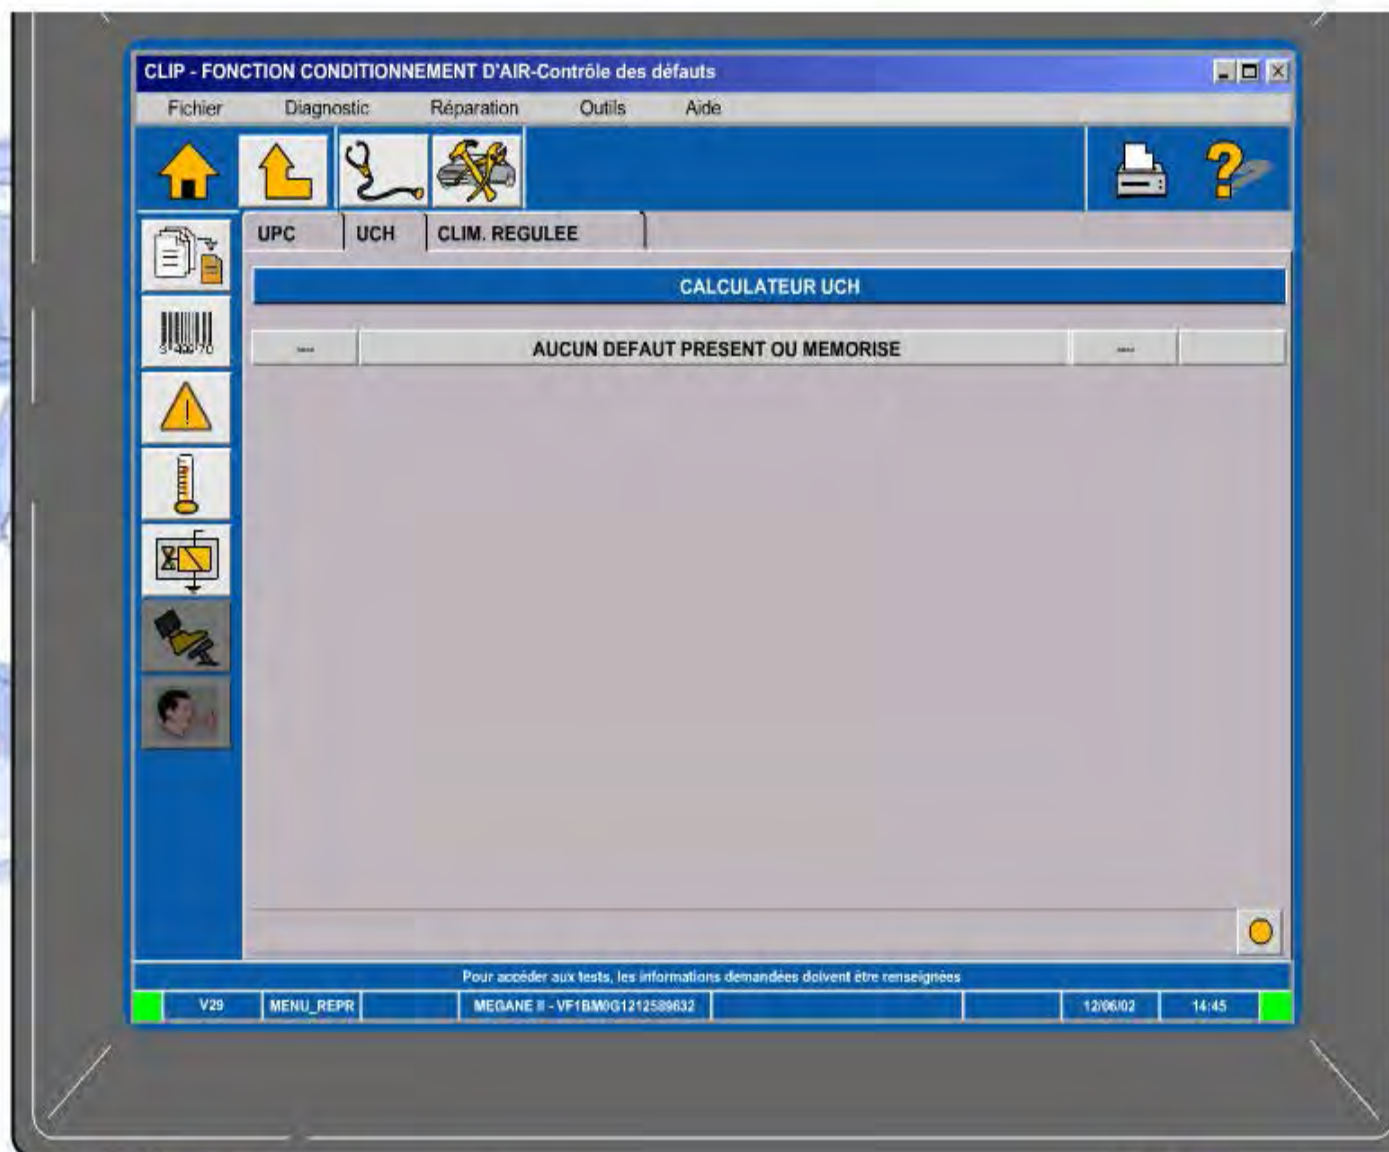 CLIP - FONCTION CONDITIONNEMENT D'AIR-Contrôle des défauts
Fichier Diagnostic Réparation Outils Aide
UPC UCH CLIM. REGULEE
CALCULATEUR UCH
---- AUCUN DEFAUT PRESENT OU MEMORISE ----
Pour accéder aux tests, les informations demandées doivent être renseignées
V29 MENU_REPR MEGANE II - VF1BM0G1212589632 12/06/02 14:45